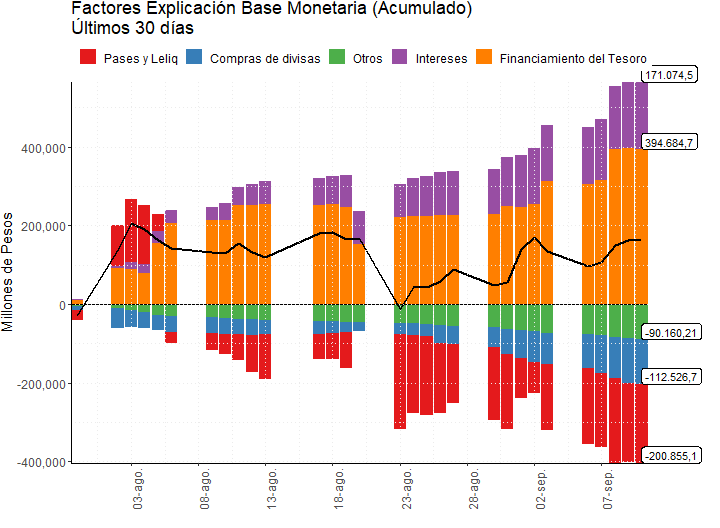 Factores Explicación Base Monetaria (Acumulado)
Últimos 30 días
Pases y Leliq
Compras de divisas
Otros
Intereses
Financiamiento del Tesoro
Millones de Pesos
400,000
200,000
0
-200,000
-400,000
171.074,5
394.684,7
-90.160,21
-112.526,7
-200.855,1
03-ago.
08-ago.
13-ago.
18-ago.
23-ago.
28-ago.
02-sep.
07-sep.